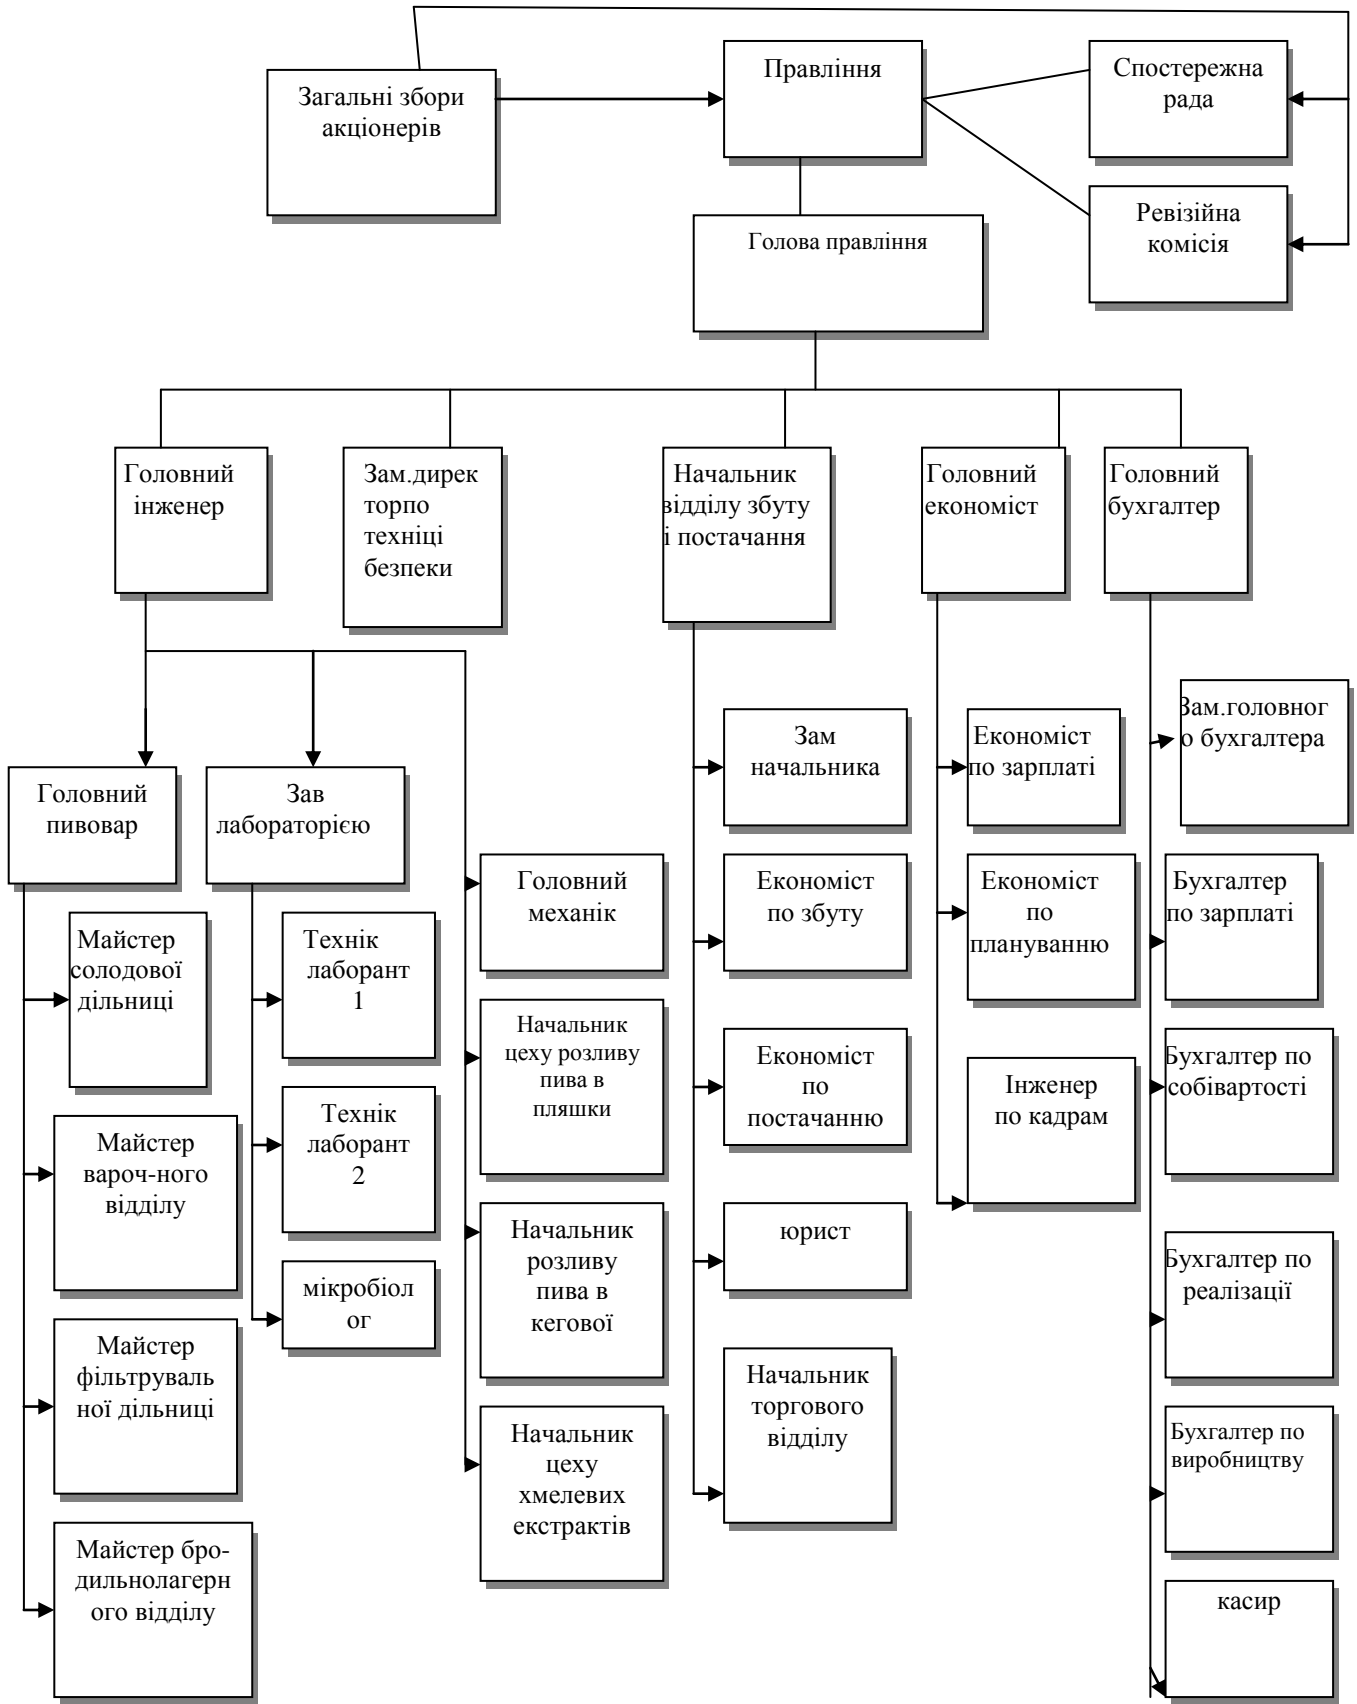 Загальні збори
акціонерів
Правління
Спостережна
рада
Ревізійна
комісія
Голова правління
Головний
інженер
Зам.дирек
торпо
техніці
безпеки
Начальник
відділу збуту
і постачання
Головний
економіст
Головний
бухгалтер
Головний
пивовар
Зав
лабораторією
Майстер
солодової
дільниці
Майстер
вароч-ного
відділу
Майстер
фільтруваль
ної дільниці
Майстер бро-
дильнолагерн
ого відділу
Технік
лаборант
1
Технік
лаборант
2
мікробіол
ог
Головний
механік
Начальник
цеху розливу
пива в
пляшки
Начальник
розливу
пива в
кегової
Начальник
цеху
хмелевих
екстрактів
Зам
начальника
Економіст
по збуту
Економіст
по
постачанню
юрист
Начальник
торгового
відділу
Економіст
по зарплаті
Економіст
по
плануванню
Інженер
по кадрам
Зам.головног
о бухгалтера
Бухгалтер
по зарплаті
Бухгалтер по
собівартості
Бухгалтер по
реалізації
Бухгалтер по
виробництву
касир